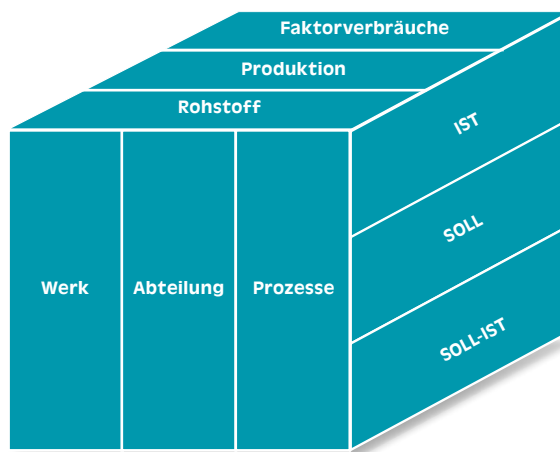 Faktorverbräuche
Produktion
Rohstoff
IST
SOLL
Werk
Abteilung
Prozesse
SOLL-IST